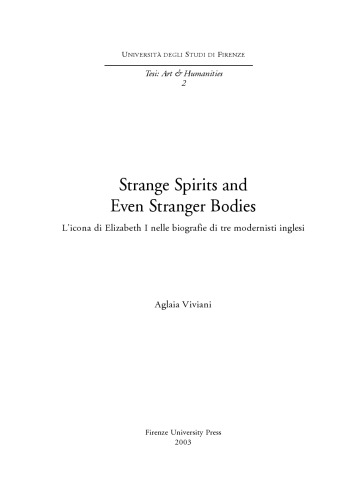 UNIVERSITÀ DEGLI STUDI DI FIRENZE
Tesi: Art & Humanities
2
Strange Spirits and
Even Stranger Bodies
L'icona di Elizabeth I nelle biografie di tre modernisti inglesi
Aglaia Viviani
Firenze University Press
2003